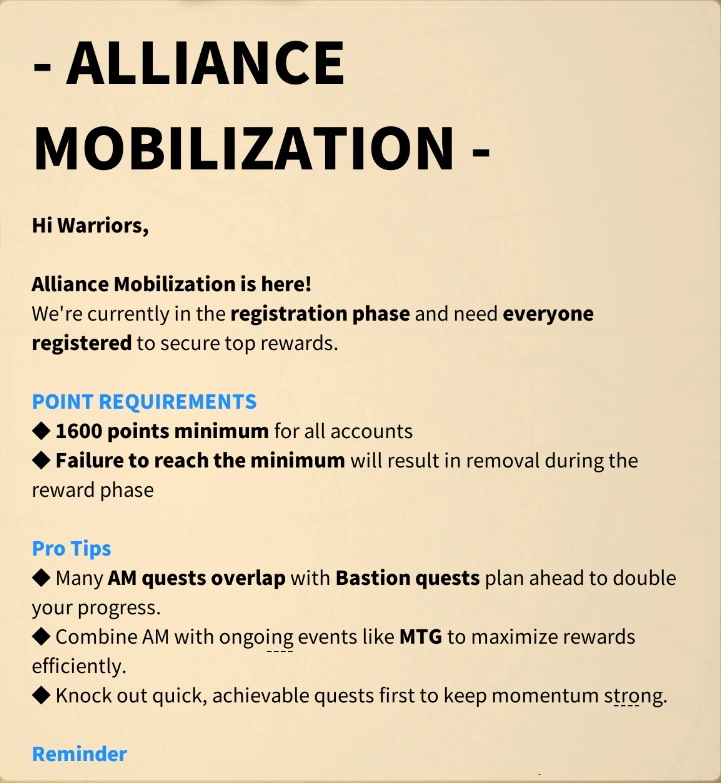 - ALLIANCE
MOBILIZATION -
Hi Warriors,
Alliance Mobilization is here!
We're currently in the registration phase and need everyone
registered to secure top rewards.
POINT REQUIREMENTS
◆ 1600 points minimum for all accounts
◆ Failure to reach the minimum will result in removal during the
reward phase
Pro Tips
◆ Many AM quests overlap with Bastion quests plan ahead to double
your progress.
◆ Combine AM with ongoing events like MTG to maximize rewards
efficiently.
◆ Knock out quick, achievable quests first to keep momentum strong.
Reminder